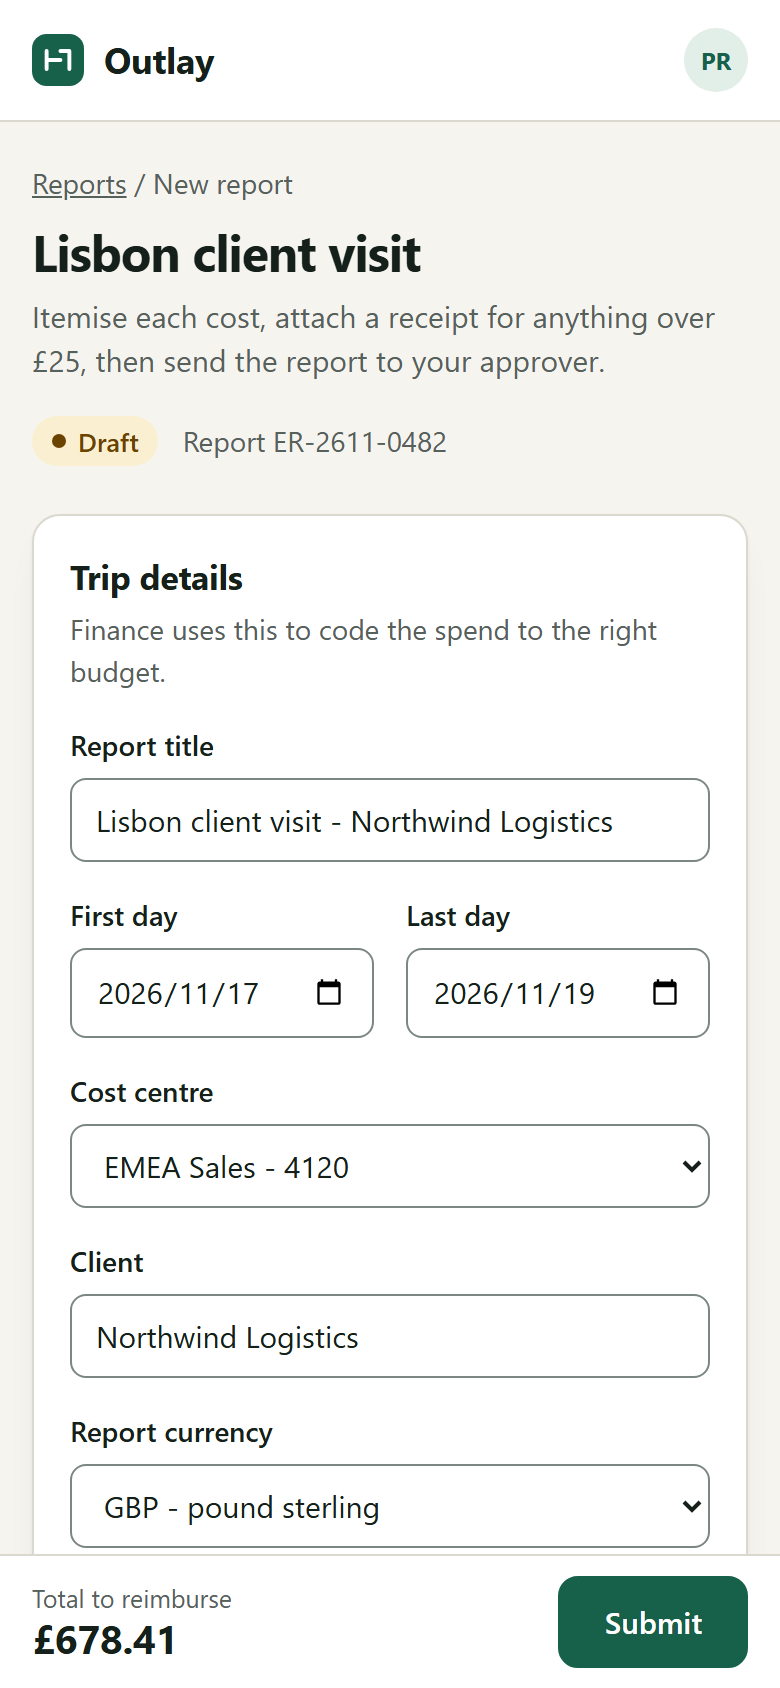 Outlay
PR
Reports / New report
Lisbon client visit
Itemise each cost, attach a receipt for anything over
£25, then send the report to your approver.
Draft
Report ER-2611-0482
Trip details
Finance uses this to code the spend to the right
budget.
Report title
Lisbon client visit - Northwind Logistics
First day
Last day
2026/11/17
2026/11/19
Cost centre
EMEA Sales - 4120
Client
Northwind Logistics
Report currency
GBP - pound sterling
Total to reimburse
£678.41
Submit